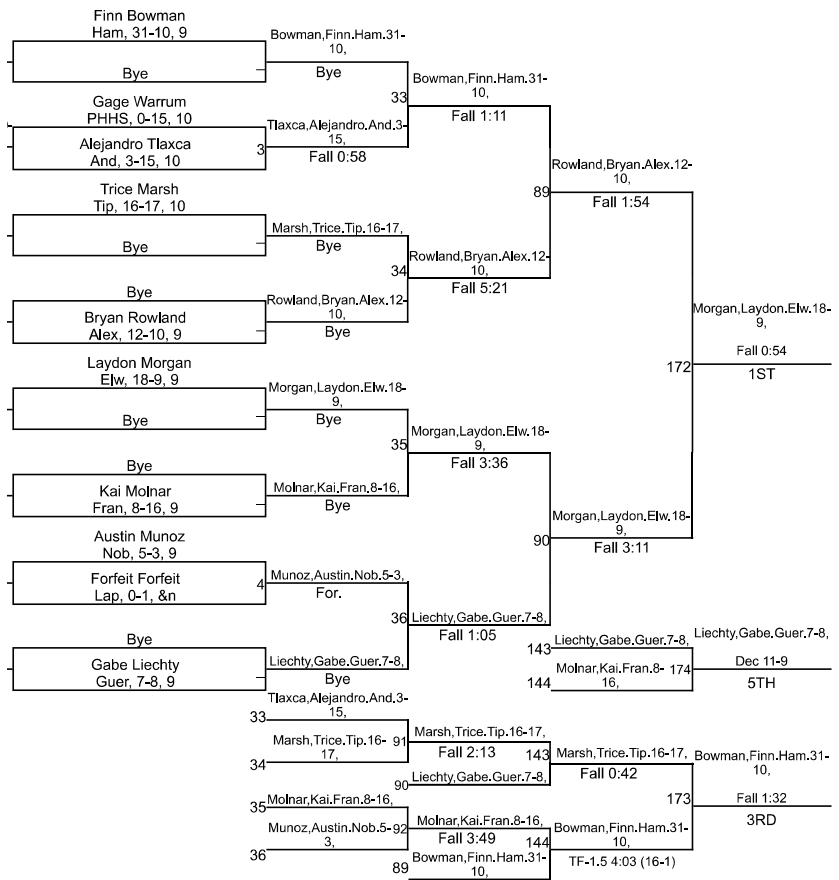 Finn Bowman
Ham, 31-10, 9
Bye
Gage Warrum
PHHS, 0-15, 10
Alejandro Tlaxca
And, 3-15, 10
3
Trice Marsh
Tip, 16-17, 10
Bye
Bye
Bryan Rowland
Alex, 12-10, 9
Laydon Morgan
Elw, 18-9, 9
Bye
Bye
Kai Molnar
Fran, 8-16, 9
Austin Munoz
Nob, 5-3, 9
Forfeit Forfeit
Lap, 0-1, &n
4
Bye
Gabe Liechty
Guer, 7-8, 9
Bowman,Finn.Ham.31-
10,
Bye
33
Tlaxca,Alejandro.And.3-
15,
Fall 0:58
Marsh,Trice.Tip.16-17,
Bye
34
Rowland,Bryan.Alex.12-
10,
Bye
Morgan,Laydon.Elw.18-
9,
Bye
35
Molnar,Kai.Fran.8-16,
Bye
Munoz,Austin.Nob.5-3,
For.
36
Liechty,Gabe.Guer.7-8,
Bye
Bowman,Finn.Ham.31-
10,
Fall 1:11
89
Rowland,Bryan.Alex.12-
10,
Fall 5:21
Morgan,Laydon.Elw.18-
9,
Fall 3:36
90
Liechty,Gabe.Guer.7-8,
Fall 1:05
Rowland,Bryan.Alex.12-
10,
Fall 1:54
172
Morgan,Laydon.Elw.18-
9,
Fall 3:11
Morgan,Laydon.Elw.18-
9,
Fall 0:54
1ST
143
Liechty,Gabe.Guer.7-8,
144
Molnar,Kai.Fran.8-
16,
174
Liechty,Gabe.Guer.7-8,
Dec 11-9
5TH
33
Tlaxca,Alejandro.And.3-
15,
34
Marsh,Trice.Tip.16-
17,
91
Marsh,Trice.Tip.16-17,
Fall 2:13
90
Liechty,Gabe.Guer.7-8,
143
Marsh,Trice.Tip.16-17,
Fall 0:42
35
Molnar,Kai.Fran.8-16,
36
Munoz,Austin.Nob.5-
3,
92
Molnar,Kai.Fran.8-16,
Fall 3:49
89
Bowman,Finn.Ham.31-
10,
144
Bowman,Finn.Ham.31-
10,
TF-1.5 4:03 (16-1)
173
Bowman,Finn.Ham.31-
10,
Fall 1:32
3RD